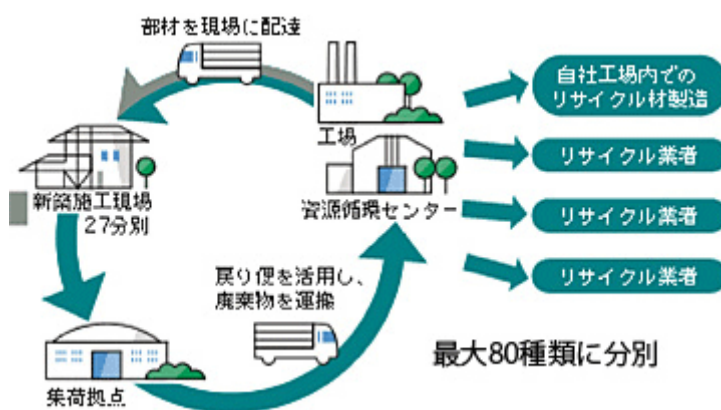 部材を現場に配達
工場
資源循環センター
新築施工現場
27分別
集荷拠点
戻り便を活用し、
廃棄物を運搬
自社工場内での
リサイクル材製造
リサイクル業者
リサイクル業者
リサイクル業者
最大80種類に分別